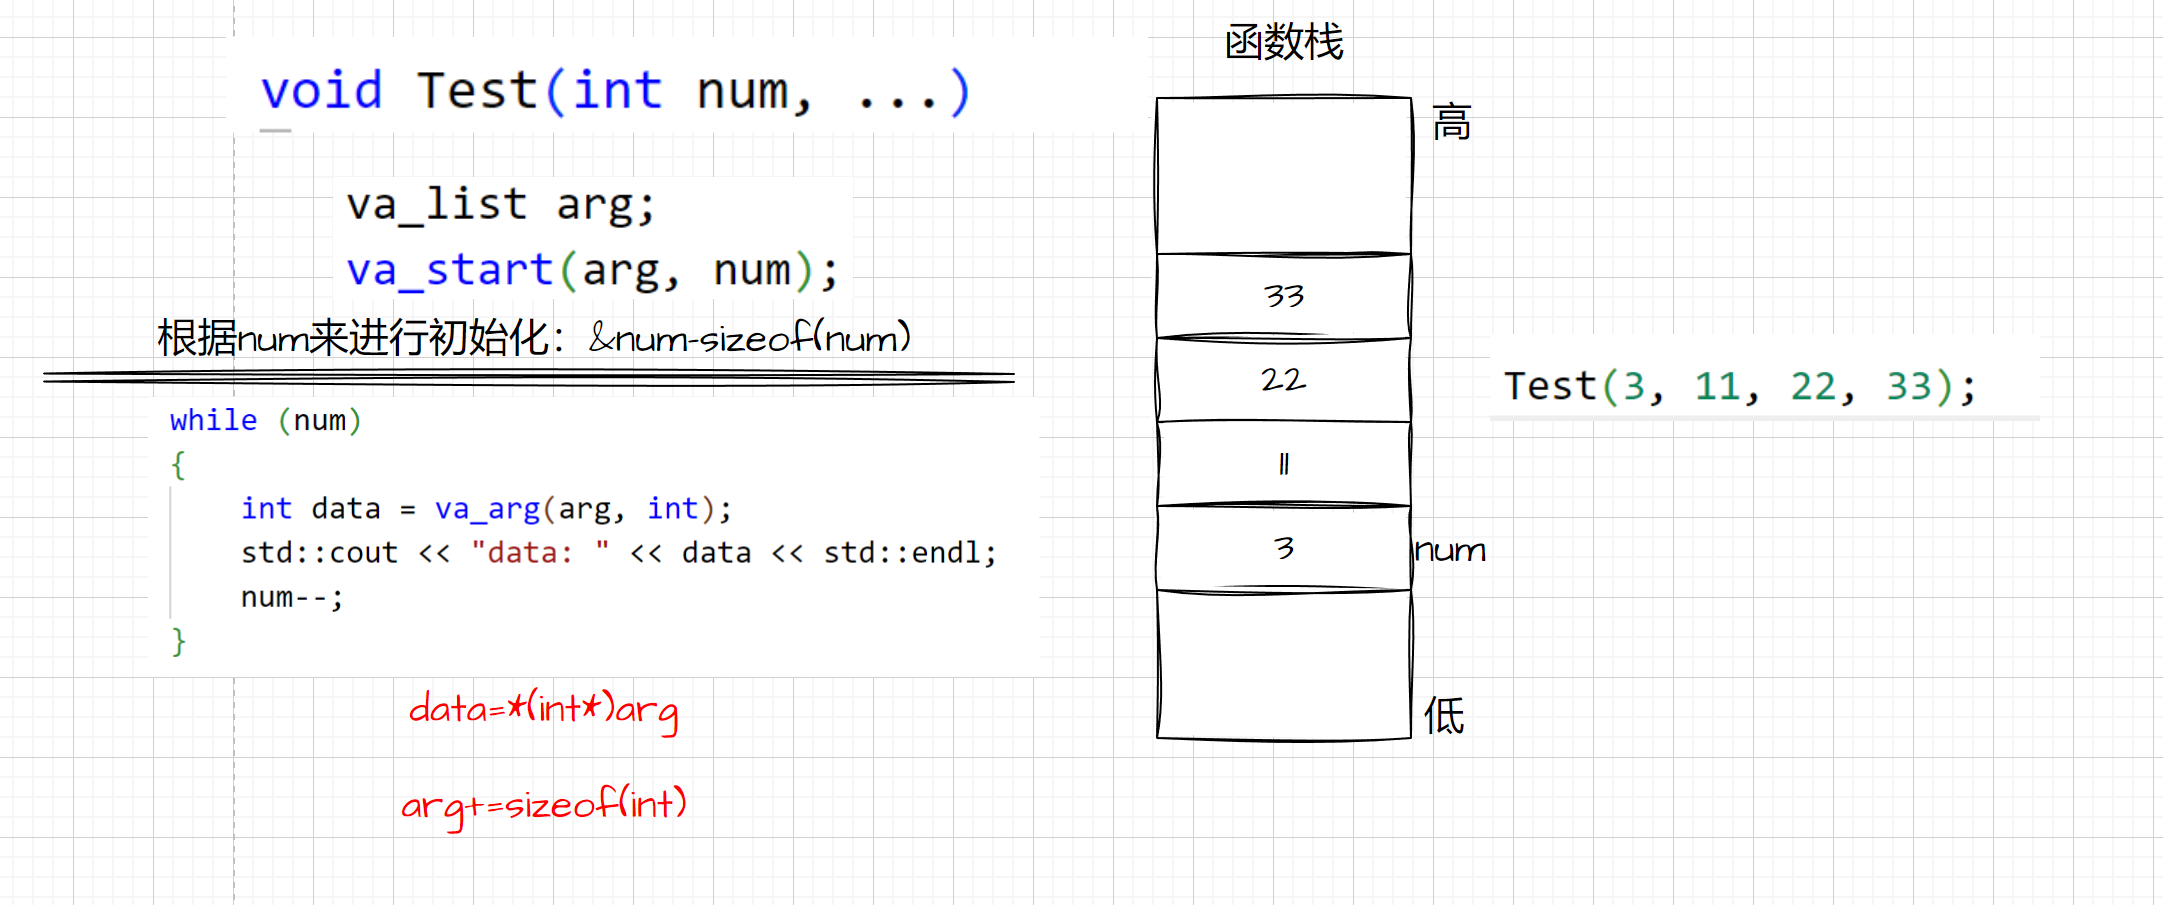 函数栈
void Test(int num, ...)
高
va_list arg;
va_start(arg, num);
根据num来进行初始化：&num-sizeof(num)
while (num)
{
int data = va_arg(arg, int);
std::cout << "data: " << data << std::endl;
num--;
}
data=*(int*)arg
arg+=sizeof(int)
33
22
11
3
num
低
Test(3, 11, 22, 33);